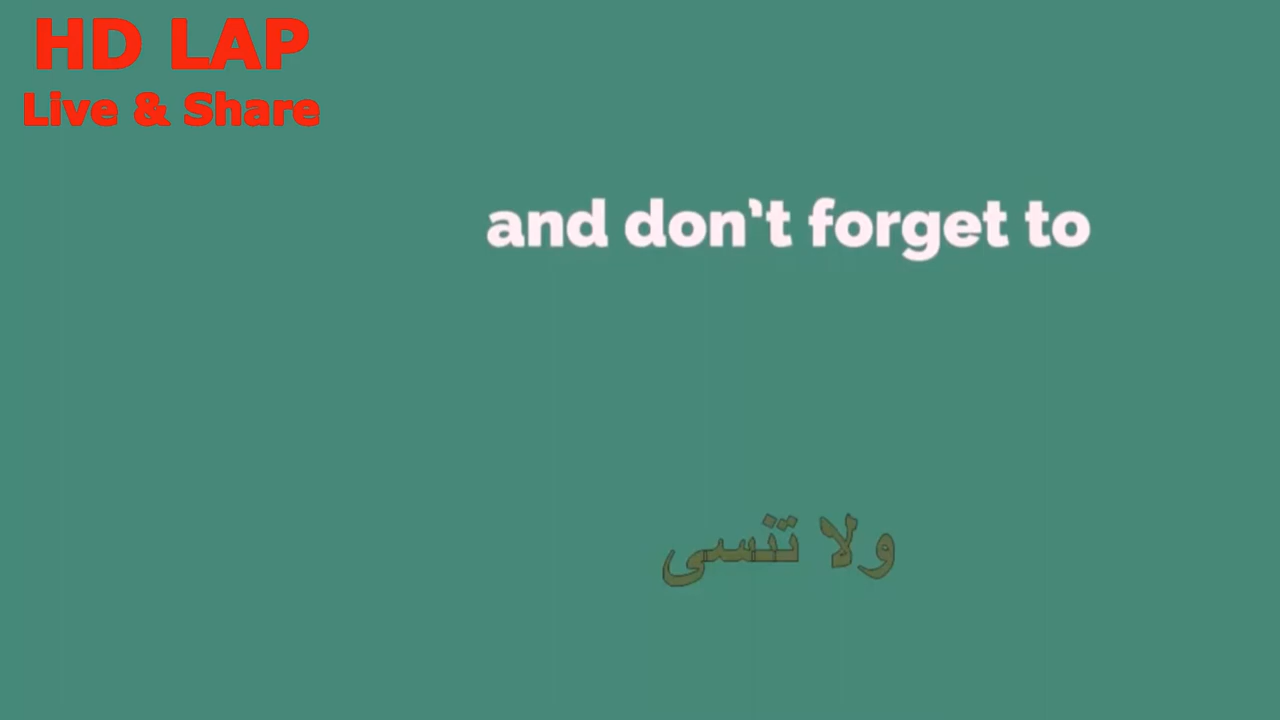 HD LAP
Live & Share
and don't forget to
ولا تنسى